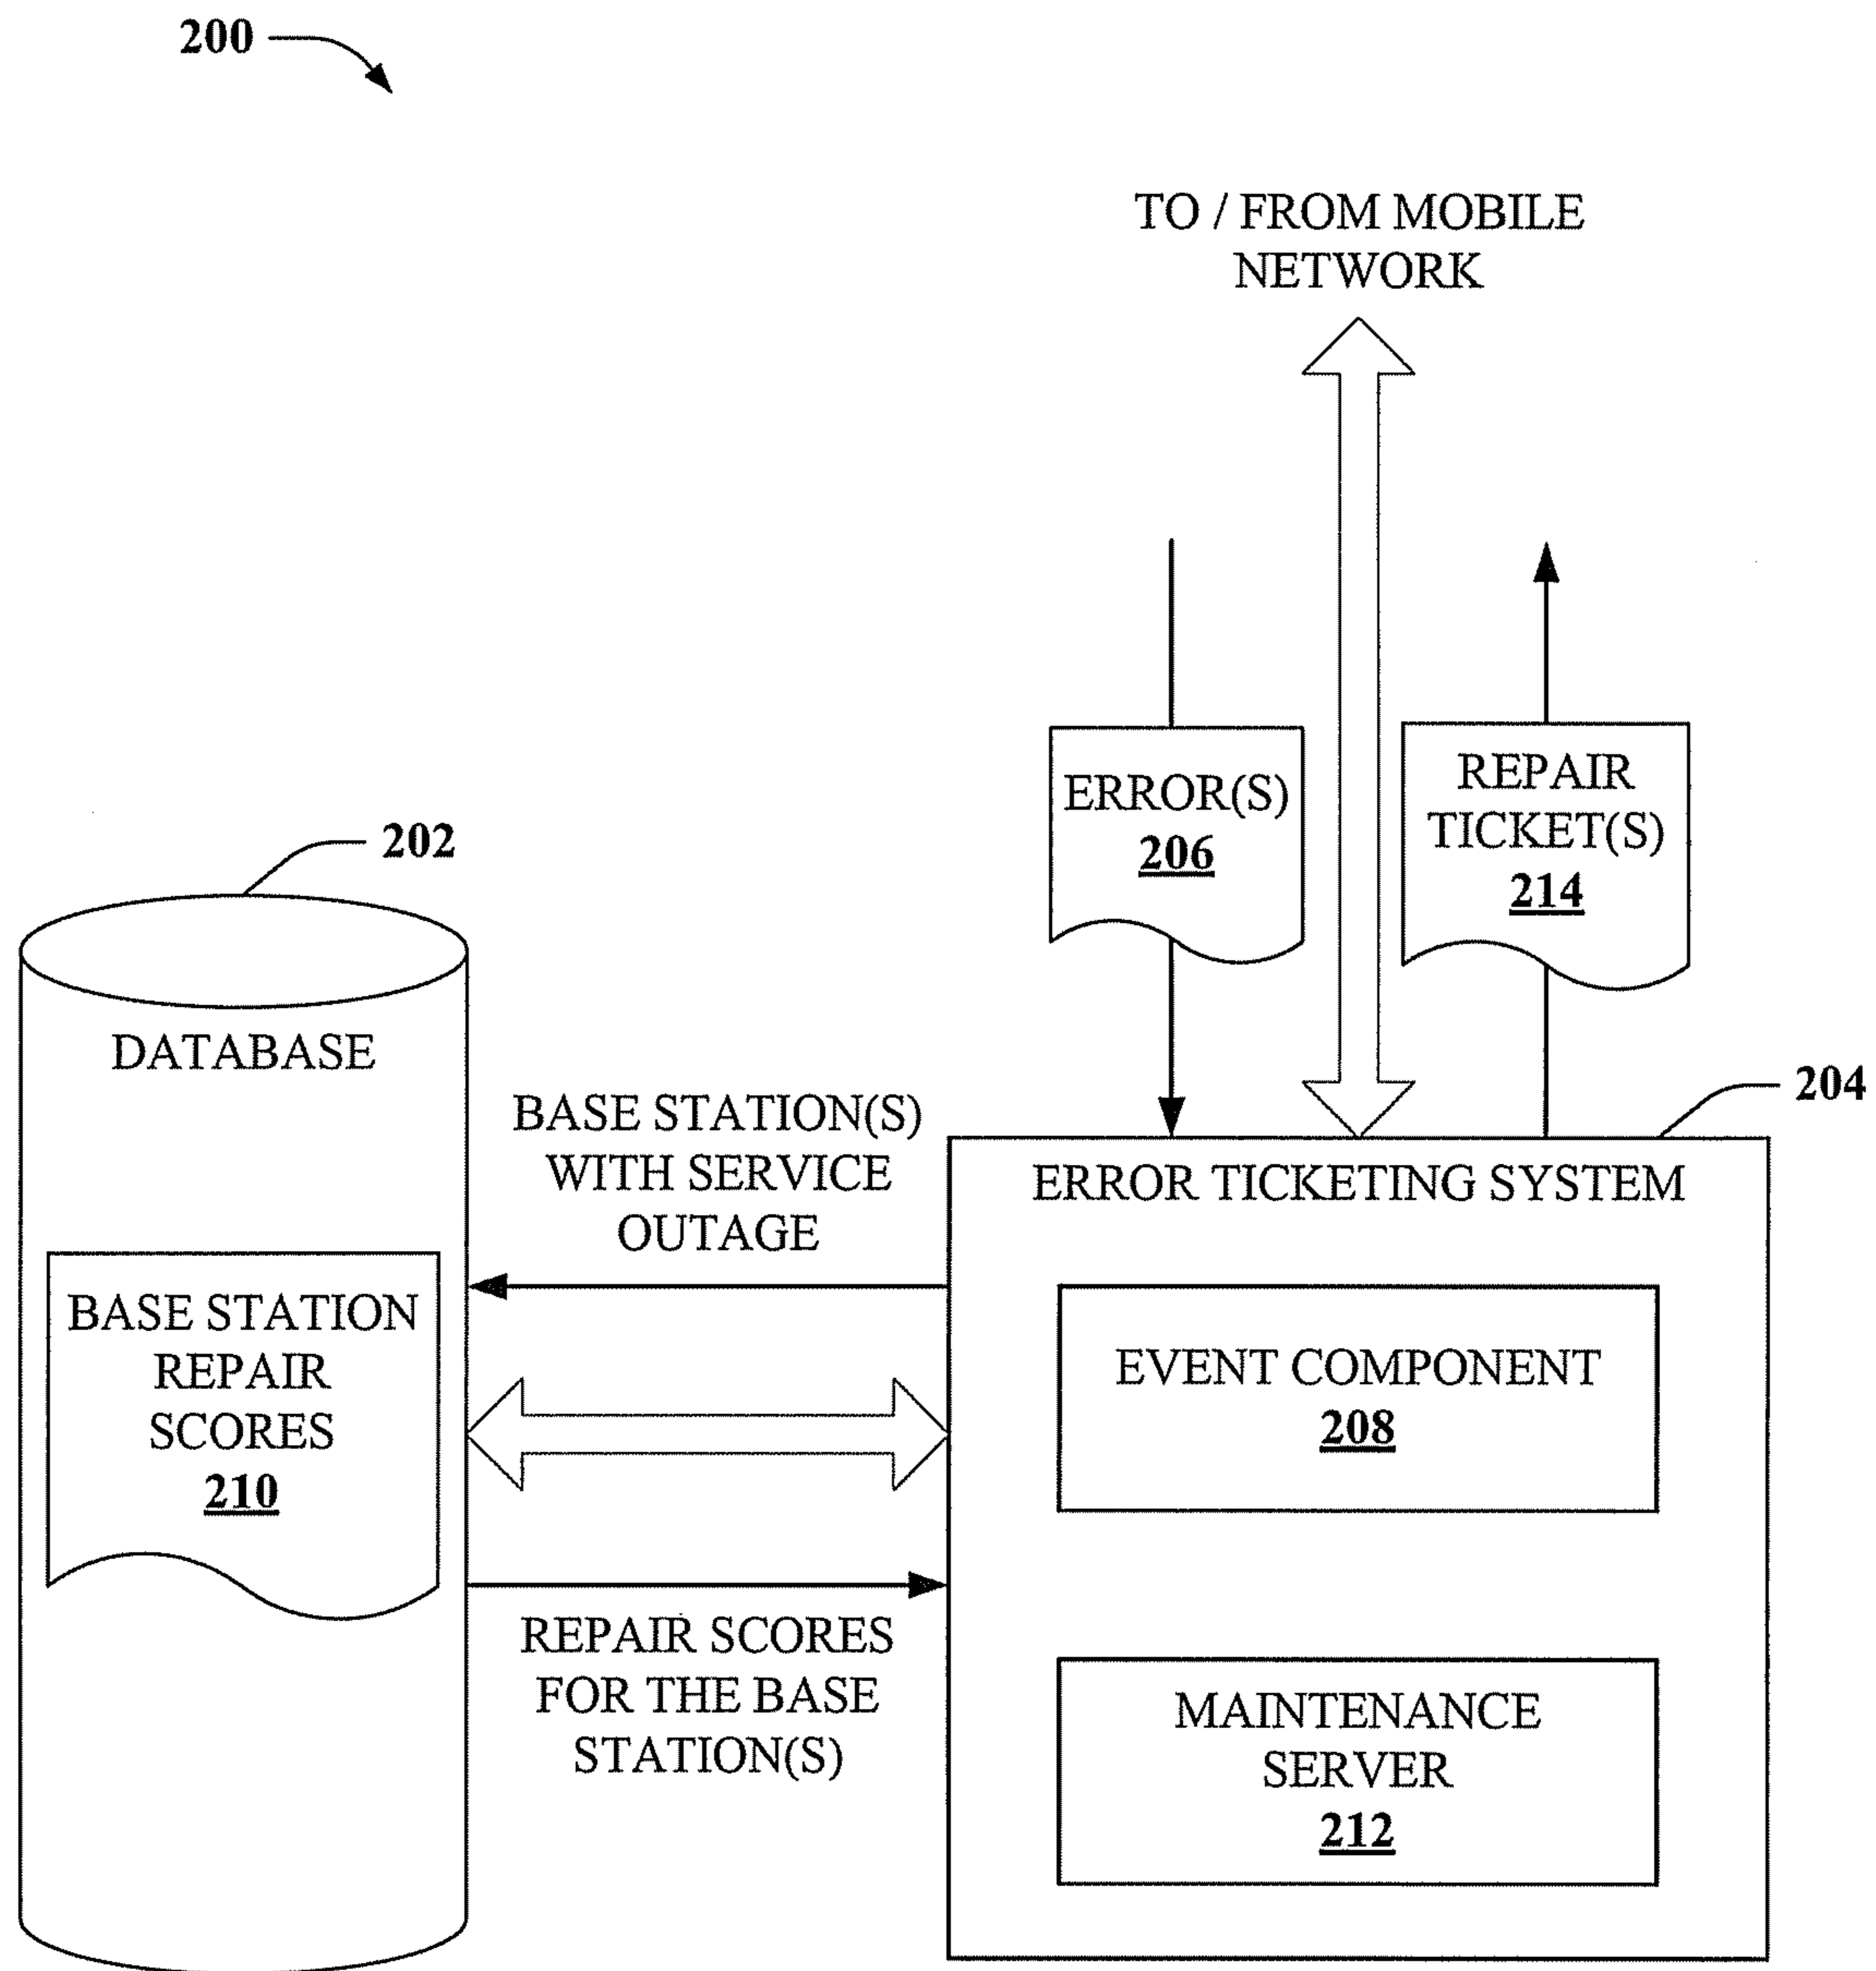 200
TO / FROM MOBILE
NETWORK
ERROR(S)
206
REPAIR
TICKET(S)
214
202
DATABASE
BASE STATION
REPAIR
SCORES
210
BASE STATION(S)
WITH SERVICE
OUTAGE
REPAIR SCORES
FOR THE BASE
STATION(S)
204
ERROR TICKETING SYSTEM
EVENT COMPONENT
208
MAINTENANCE
SERVER
212